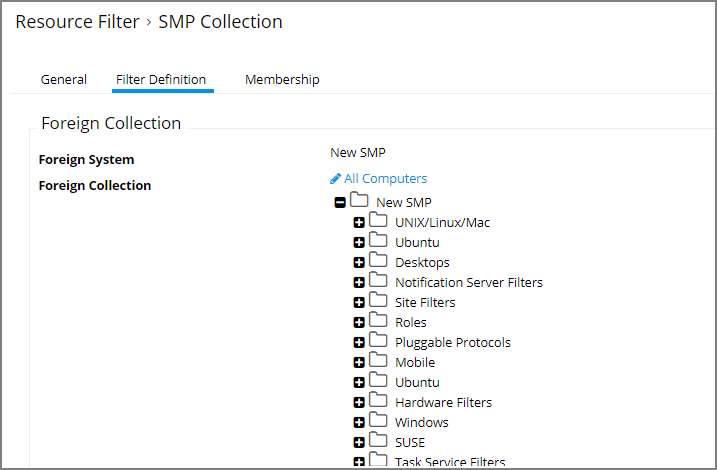 Resource Filter › SMP Collection
General Filter Definition Membership
Foreign Collection
Foreign System New SMP
Foreign Collection All Computers
New SMP
UNIX/Linux/Mac
Ubuntu
Desktops
Notification Server Filters
Site Filters
Roles
Pluggable Protocols
Mobile
Ubuntu
Hardware Filters
Windows
SUSE
Task Service Filters